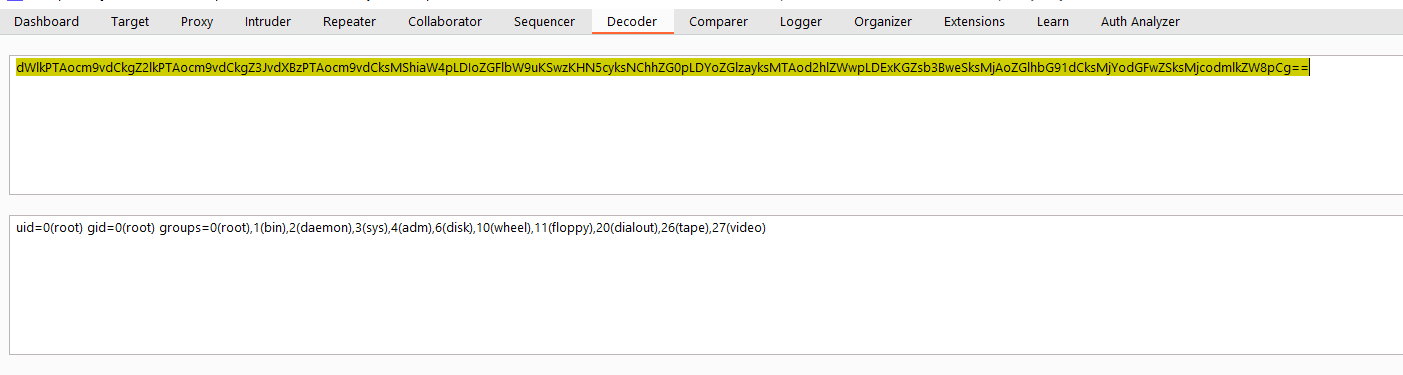 Dashboard Target Proxy Intruder Repeater Collaborator Sequencer Decoder Comparer Logger Organizer Extensions Learn Auth Analyzer
dWlkPTAocm9vdCkgZ2lkPTAocm9vdCkgZ3JvdXBzPTAocm9vdCksMShiaW4pLDIoZGFlbW9uKSwzKHN5cyksNChhZG0pLDYoZGlzayksMTAod2hlZWwpLDExKGZsb3BweSksMjAoZGlhbG91dCksMjYodGFwZSksMjcodmlkZW8pCg==
uid=0(root) gid=0(root) groups=0(root),1(bin),2(daemon),3(sys),4(adm),6(disk),10(wheel),11(floppy),20(dialout),26(tape),27(video)